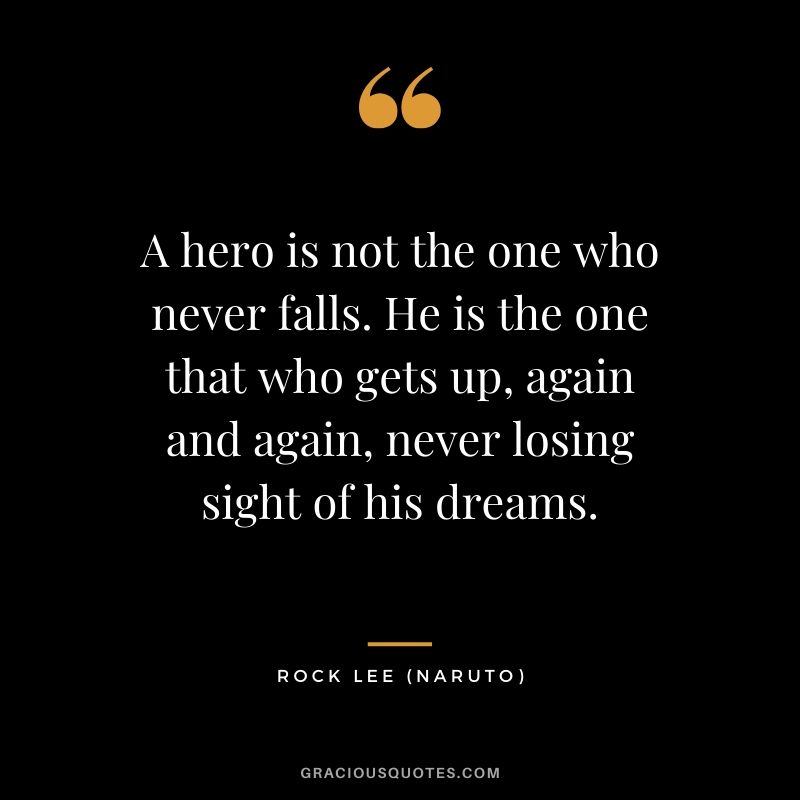 “
A hero is not the one who
never falls. He is the one
that who gets up, again
and again, never losing
sight of his dreams.
ROCK LEE (NARUTO)
GRACIOUSQUOTES.COM